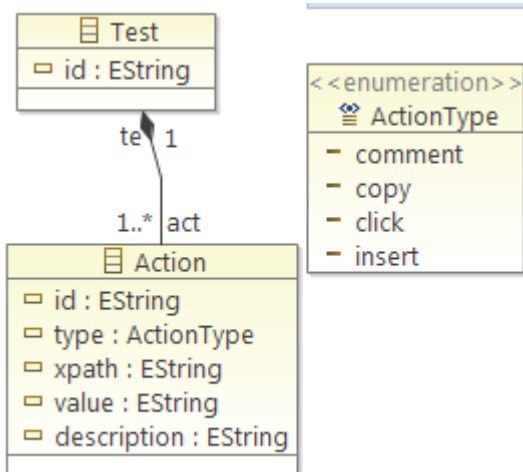 Test
id : EString
te 1
1..* act
Action
id : EString
type : ActionType
xpath : EString
value : EString
description : EString
<<enumeration>>
ActionType
comment
copy
click
insert